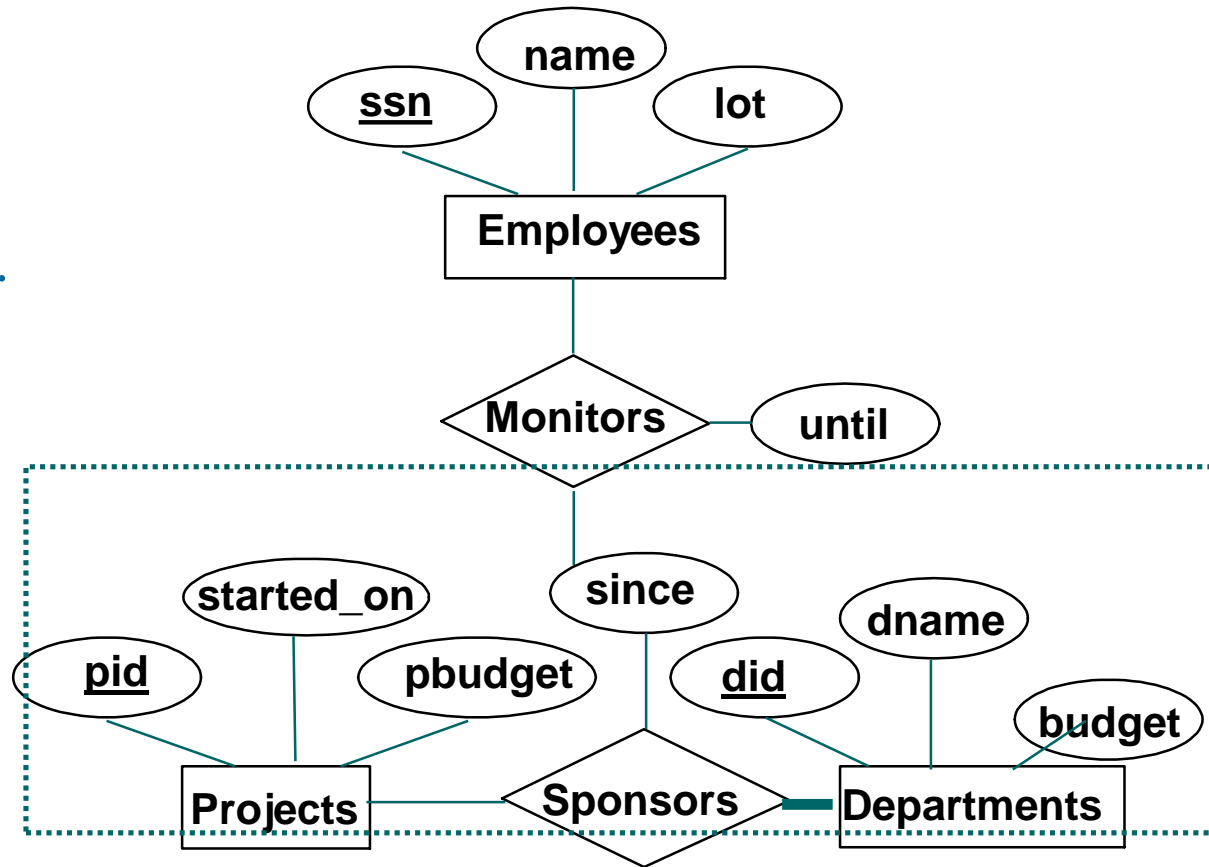 name
ssn
lot
Employees
Monitors
until
since
started_on
dname
pid
pbudget
did
budget
Projects
Sponsors
Departments